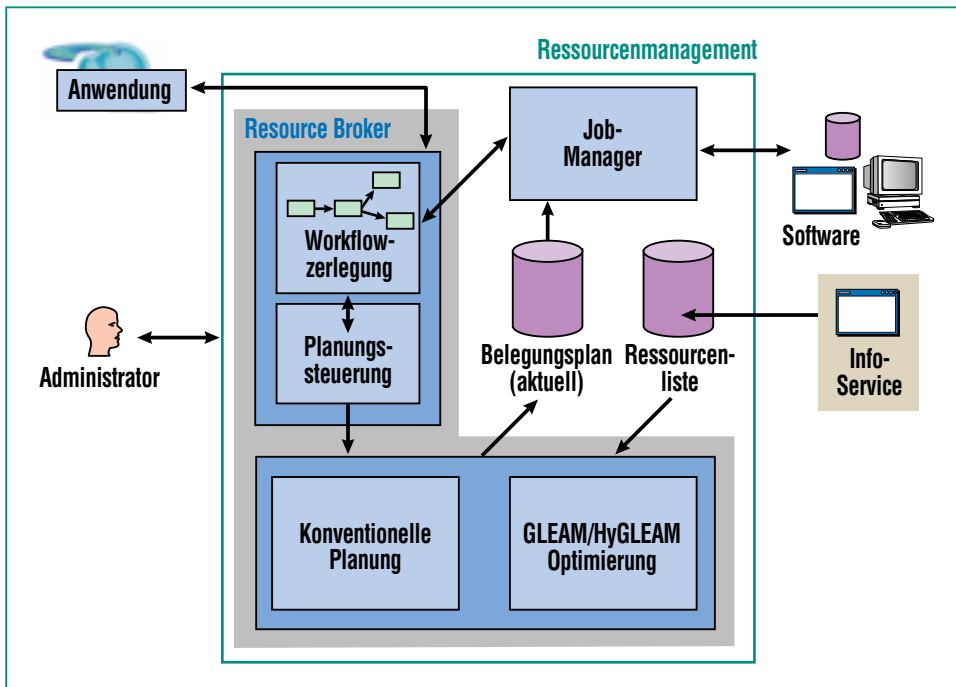 Ressourcenmanagement
Anwendung
Resource Broker
Job-
Manager
Workflow-
zerlegung
Software
Planungs-
steuerung
Administrator
Belegungsplan
(aktuell)
Ressourcen-
liste
Info-
Service
Konventionelle
Planung
GLEAM/HyGLEAM
Optimierung